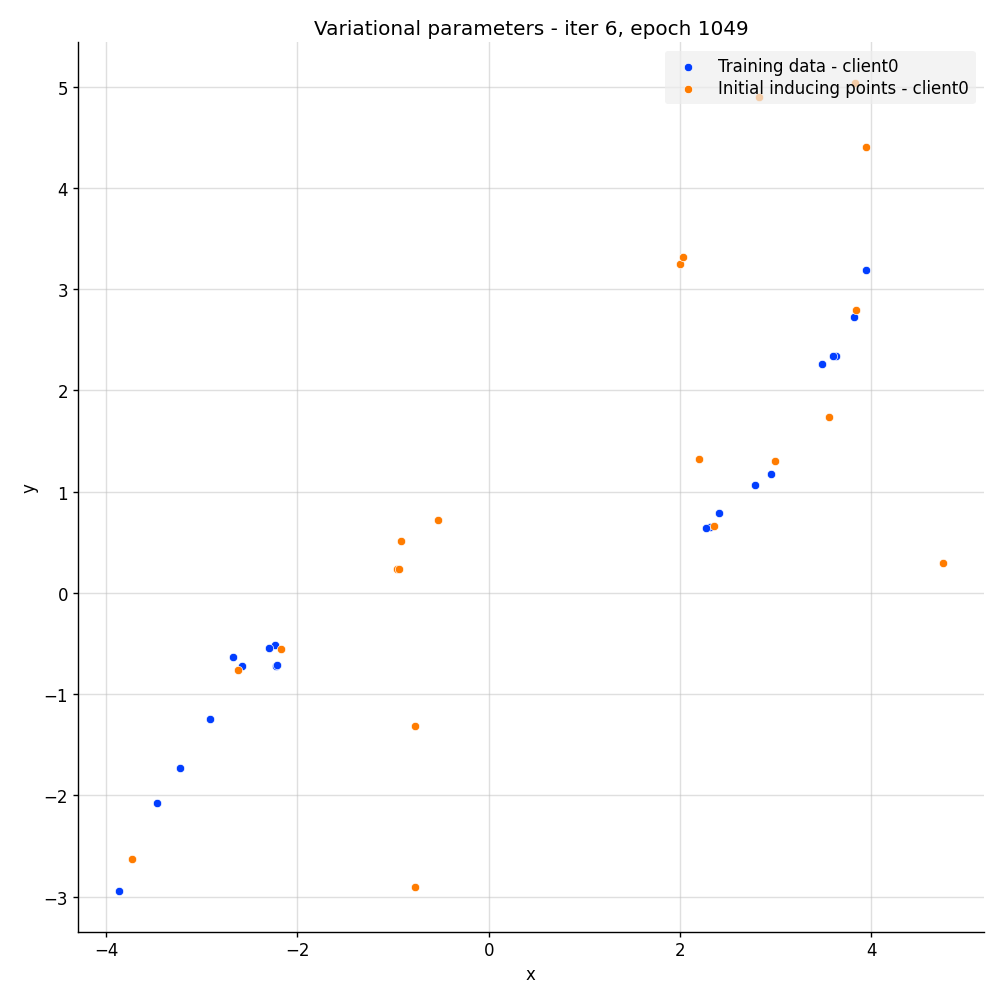 Variational parameters - iter 6, epoch 1049
Training data - client0
Initial inducing points - client0
5
4
3
2
1
0
−1
−2
−3
y
−4 −2 0 2 4
x